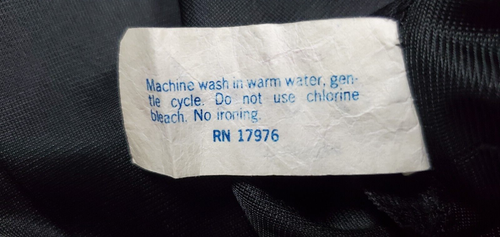 Machine wash in warm water, gen-
tle cycle. Do not use chlorine
bleach. No ironing.
RN 17976